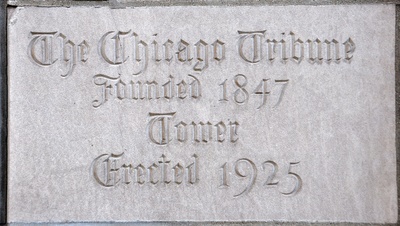 The Chicago Tribune
Founded 1847
Tower
Erected 1925